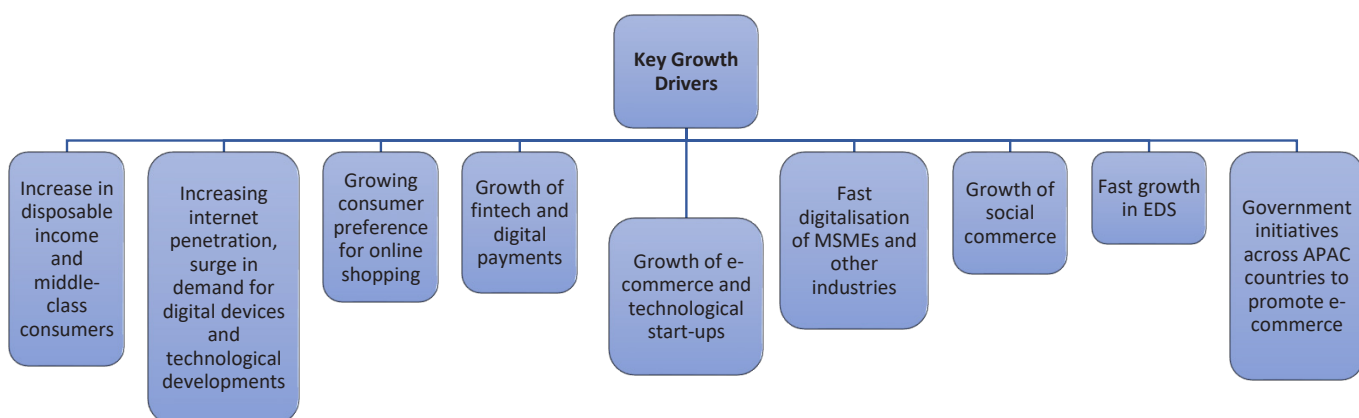 Key Growth
Drivers
Increase in
disposable
income
and
middle-
class
consumers
Increasing
internet
penetration,
surge in
demand for
digital devices
and
technological
developments
Growing
consumer
preference
for online
shopping
Growth of
fintech and
digital
payments
Growth of e-
commerce and
technological
start-ups
Fast
digitalisation
of MSMEs and
other
industries
Growth of
social
commerce
Fast growth
in EDS
Government
initiatives
across APAC
countries to
promote e-
commerce